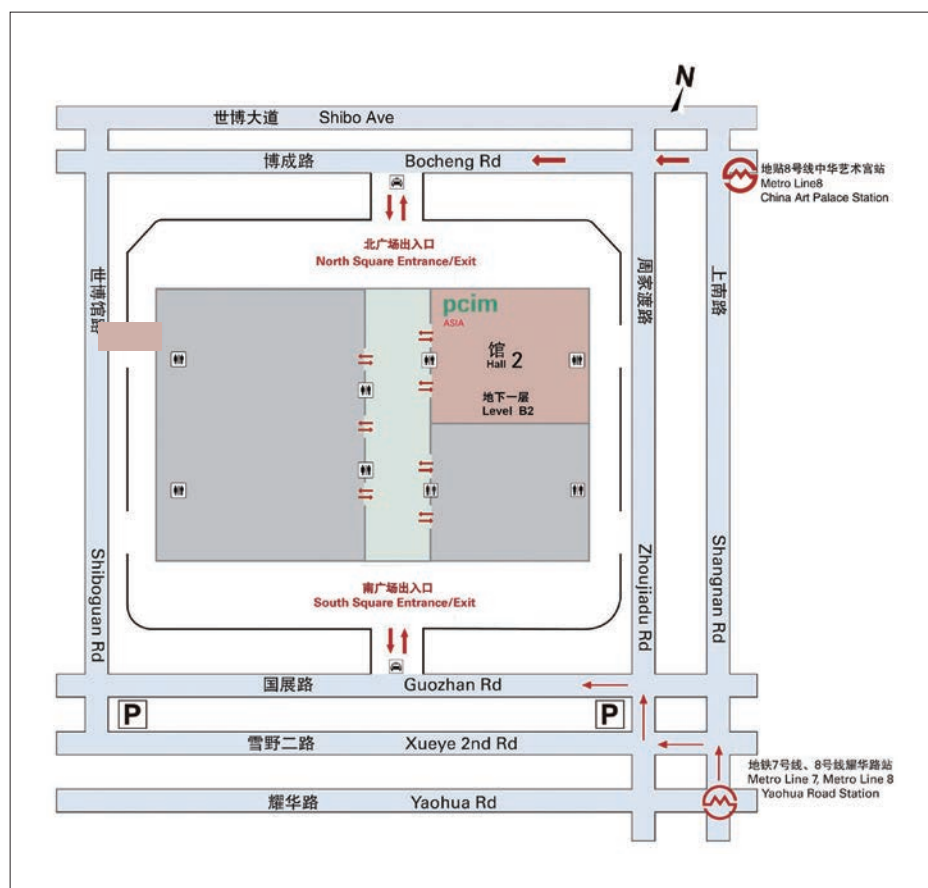 N
世博大道 Shibo Ave
博成路 Bocheng Rd
地贴8号线中华艺术宫站
Metro Line8
China Art Palace Station
北广场出入口
North Square Entrance/Exit
世博馆路
周家渡路
上南路
pcim
ASIA
馆
Hall 2
地下一层
Level B2
南广场出入口
South Square Entrance/Exit
Shiboguan Rd
Zhoujiadu Rd
Shangnan Rd
国展路 Guozhan Rd
P
P
雪野二路 Xueye 2nd Rd
地铁7号线、8号线耀华路站
Metro Line 7, Metro Line 8
Yaohua Road Station
耀华路 Yaohua Rd